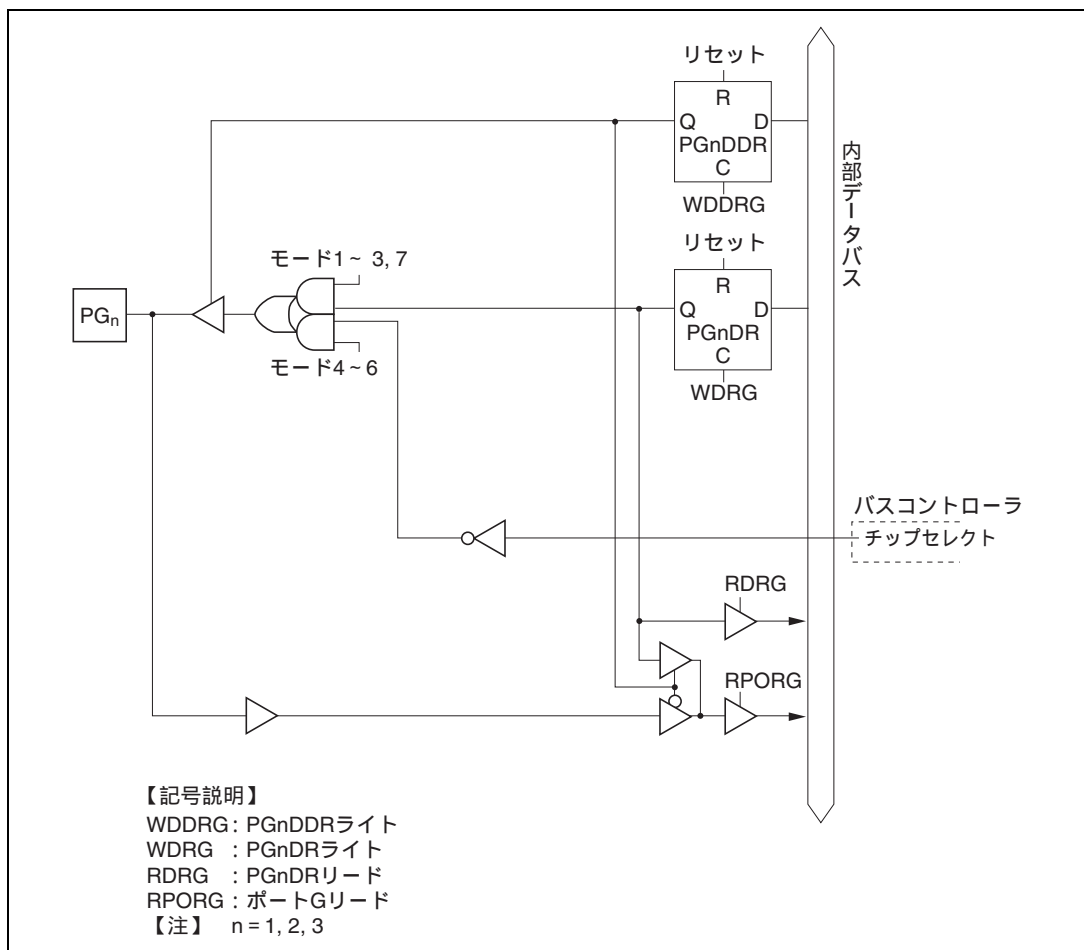 リセット
R
Q D
PGnDDR
C
WDDRG
内部データバス
リセット
R
Q D
PGnDR
C
WDRG
モード1～3, 7
PGn
モード4～6
バスコントローラ
チップセレクト
RDRG
RPORG
【記号説明】
WDDRG : PGnDDRライト
WDRG : PGnDRライト
RDRG : PGnDRリード
RPORG : ポートGリード
【注】 n = 1, 2, 3